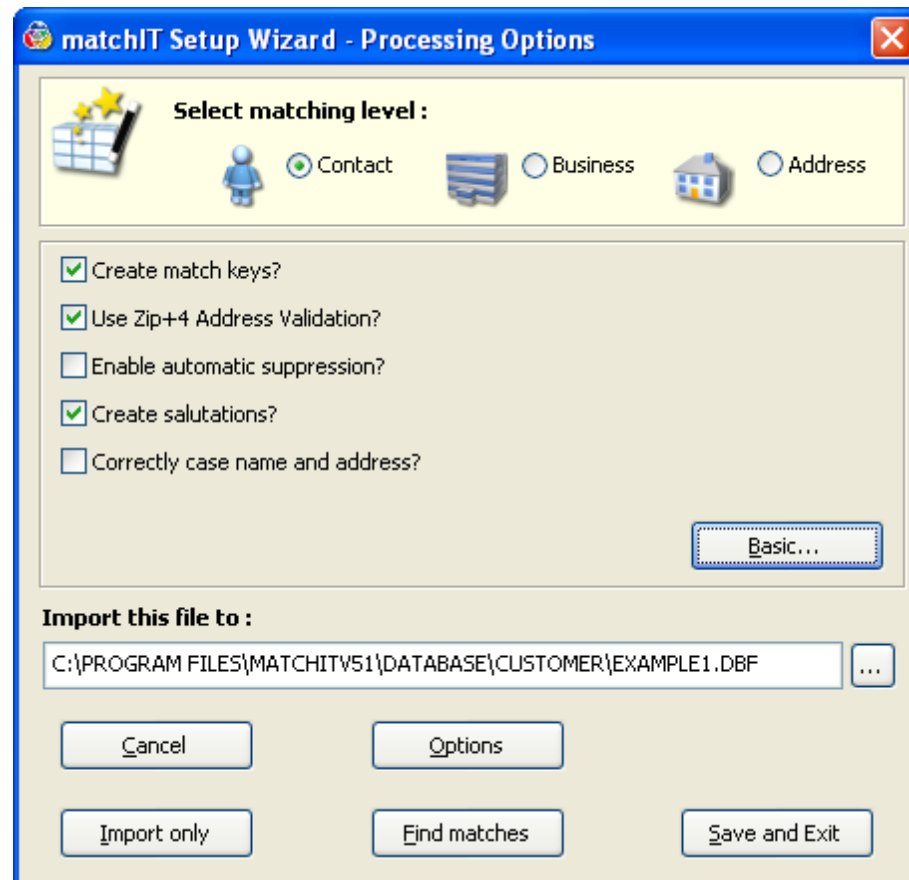 matchIT Setup Wizard - Processing Options
Select matching level :
Contact Business Address
Create match keys?
Use Zip+4 Address Validation?
Enable automatic suppression?
Create salutations?
Correctly case name and address?
Basic...
Import this file to :
C:\PROGRAM FILES\MATCHITV51\DATABASE\CUSTOMER\EXAMPLE1.DBF ...
Cancel Options
Import only Find matches Save and Exit